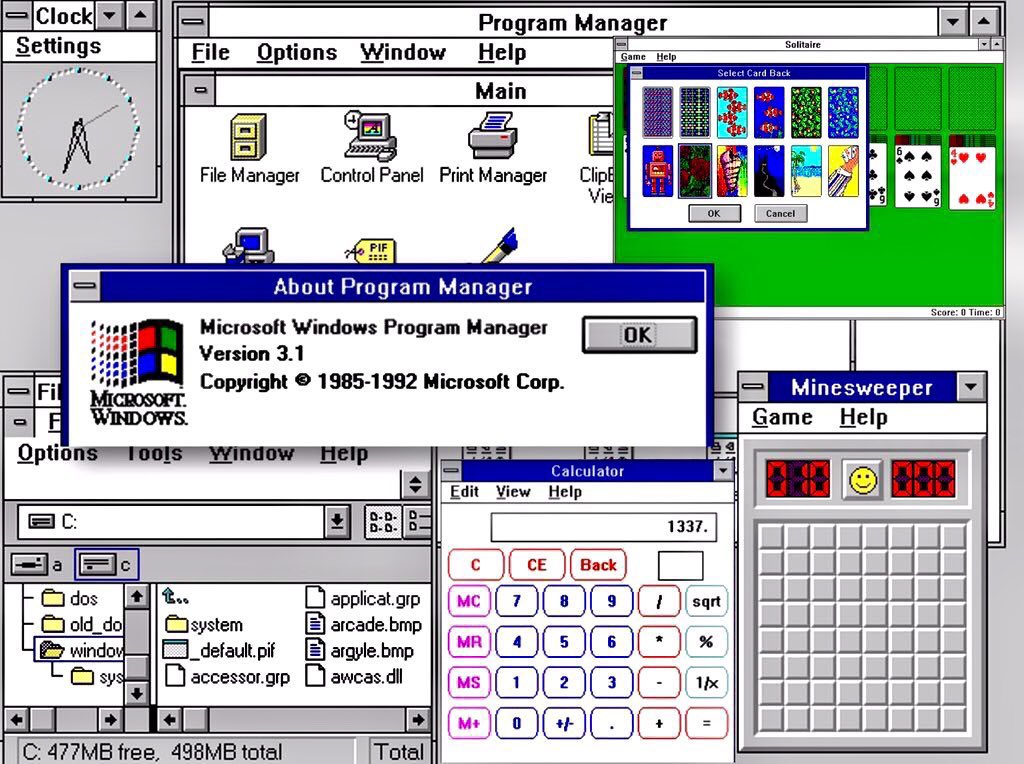 Clock
Settings
Program Manager
File Options Window Help
Main
File Manager
Control Panel
Print Manager
PIF
Solitaire
Game Help
Select Card Back
OK
Cancel
6
9
4
Score: 0 Time: 0
About Program Manager
Microsoft Windows Program Manager
Version 3.1
Copyright © 1985-1992 Microsoft Corp.
OK
MICROSOFT.
WINDOWS.
Options Tools Window Help
C:
a
c
dos
old_do
window
sys
system
_default.pif
accessor.grp
applicat.grp
arcade.bmp
argyle.bmp
awcas.dll
C: 477MB free, 498MB total
Total
Calculator
Edit View Help
1337.
C CE Back
MC 7 8 9 / sqrt
MR 4 5 6 * %
MS 1 2 3 - 1/x
M+ 0 +/- . + =
Minesweeper
Game Help
010
000